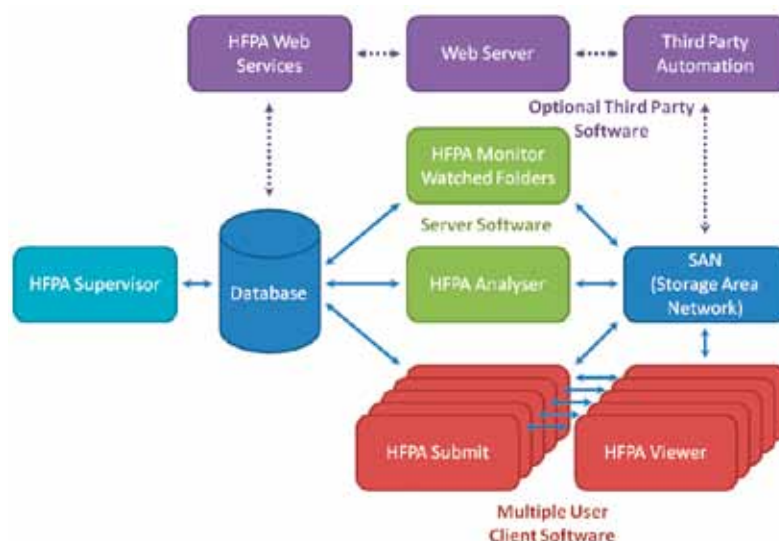 HFPA Web
Services
Web Server
Third Party
Automation
Optional Third Party
Software
HFPA Monitor
Watched Folders
Server Software
HFPA Supervisor
Database
HFPA Analyser
SAN
(Storage Area
Network)
HFPA Submit
HFPA Viewer
Multiple User
Client Software